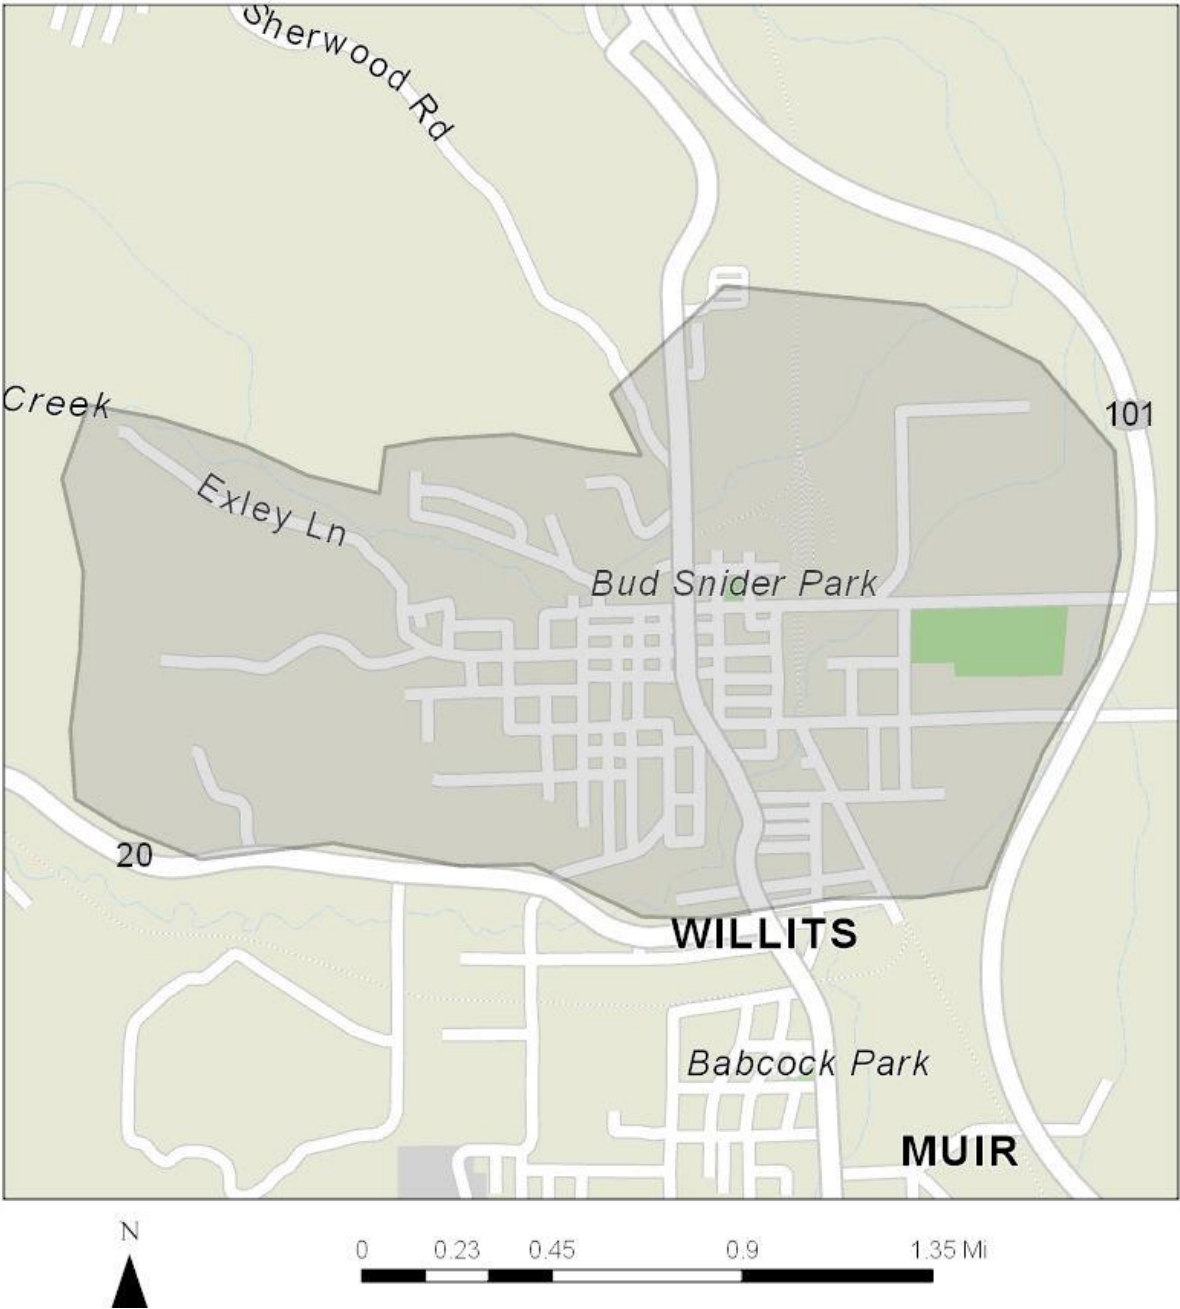 Sherwood Rd
Creek
101
Exley Ln
Bud Snider Park
20
WILLITS
Babcock Park
MUIR
N
0 0.23 0.45 0.9 1.35 Mi